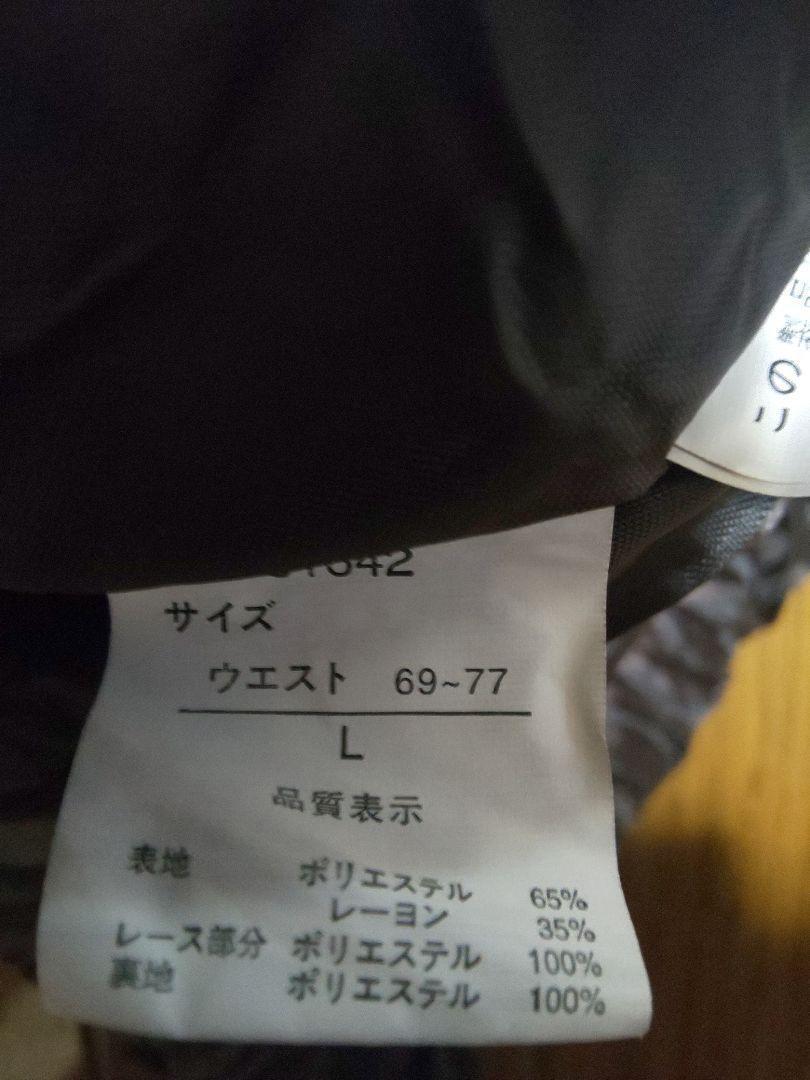 サイズ
ウエスト 69~77
L
品質表示
表地 ポリエステル 65%
レーヨン 35%
レース部分 ポリエステル 100%
裏地 ポリエステル 100%